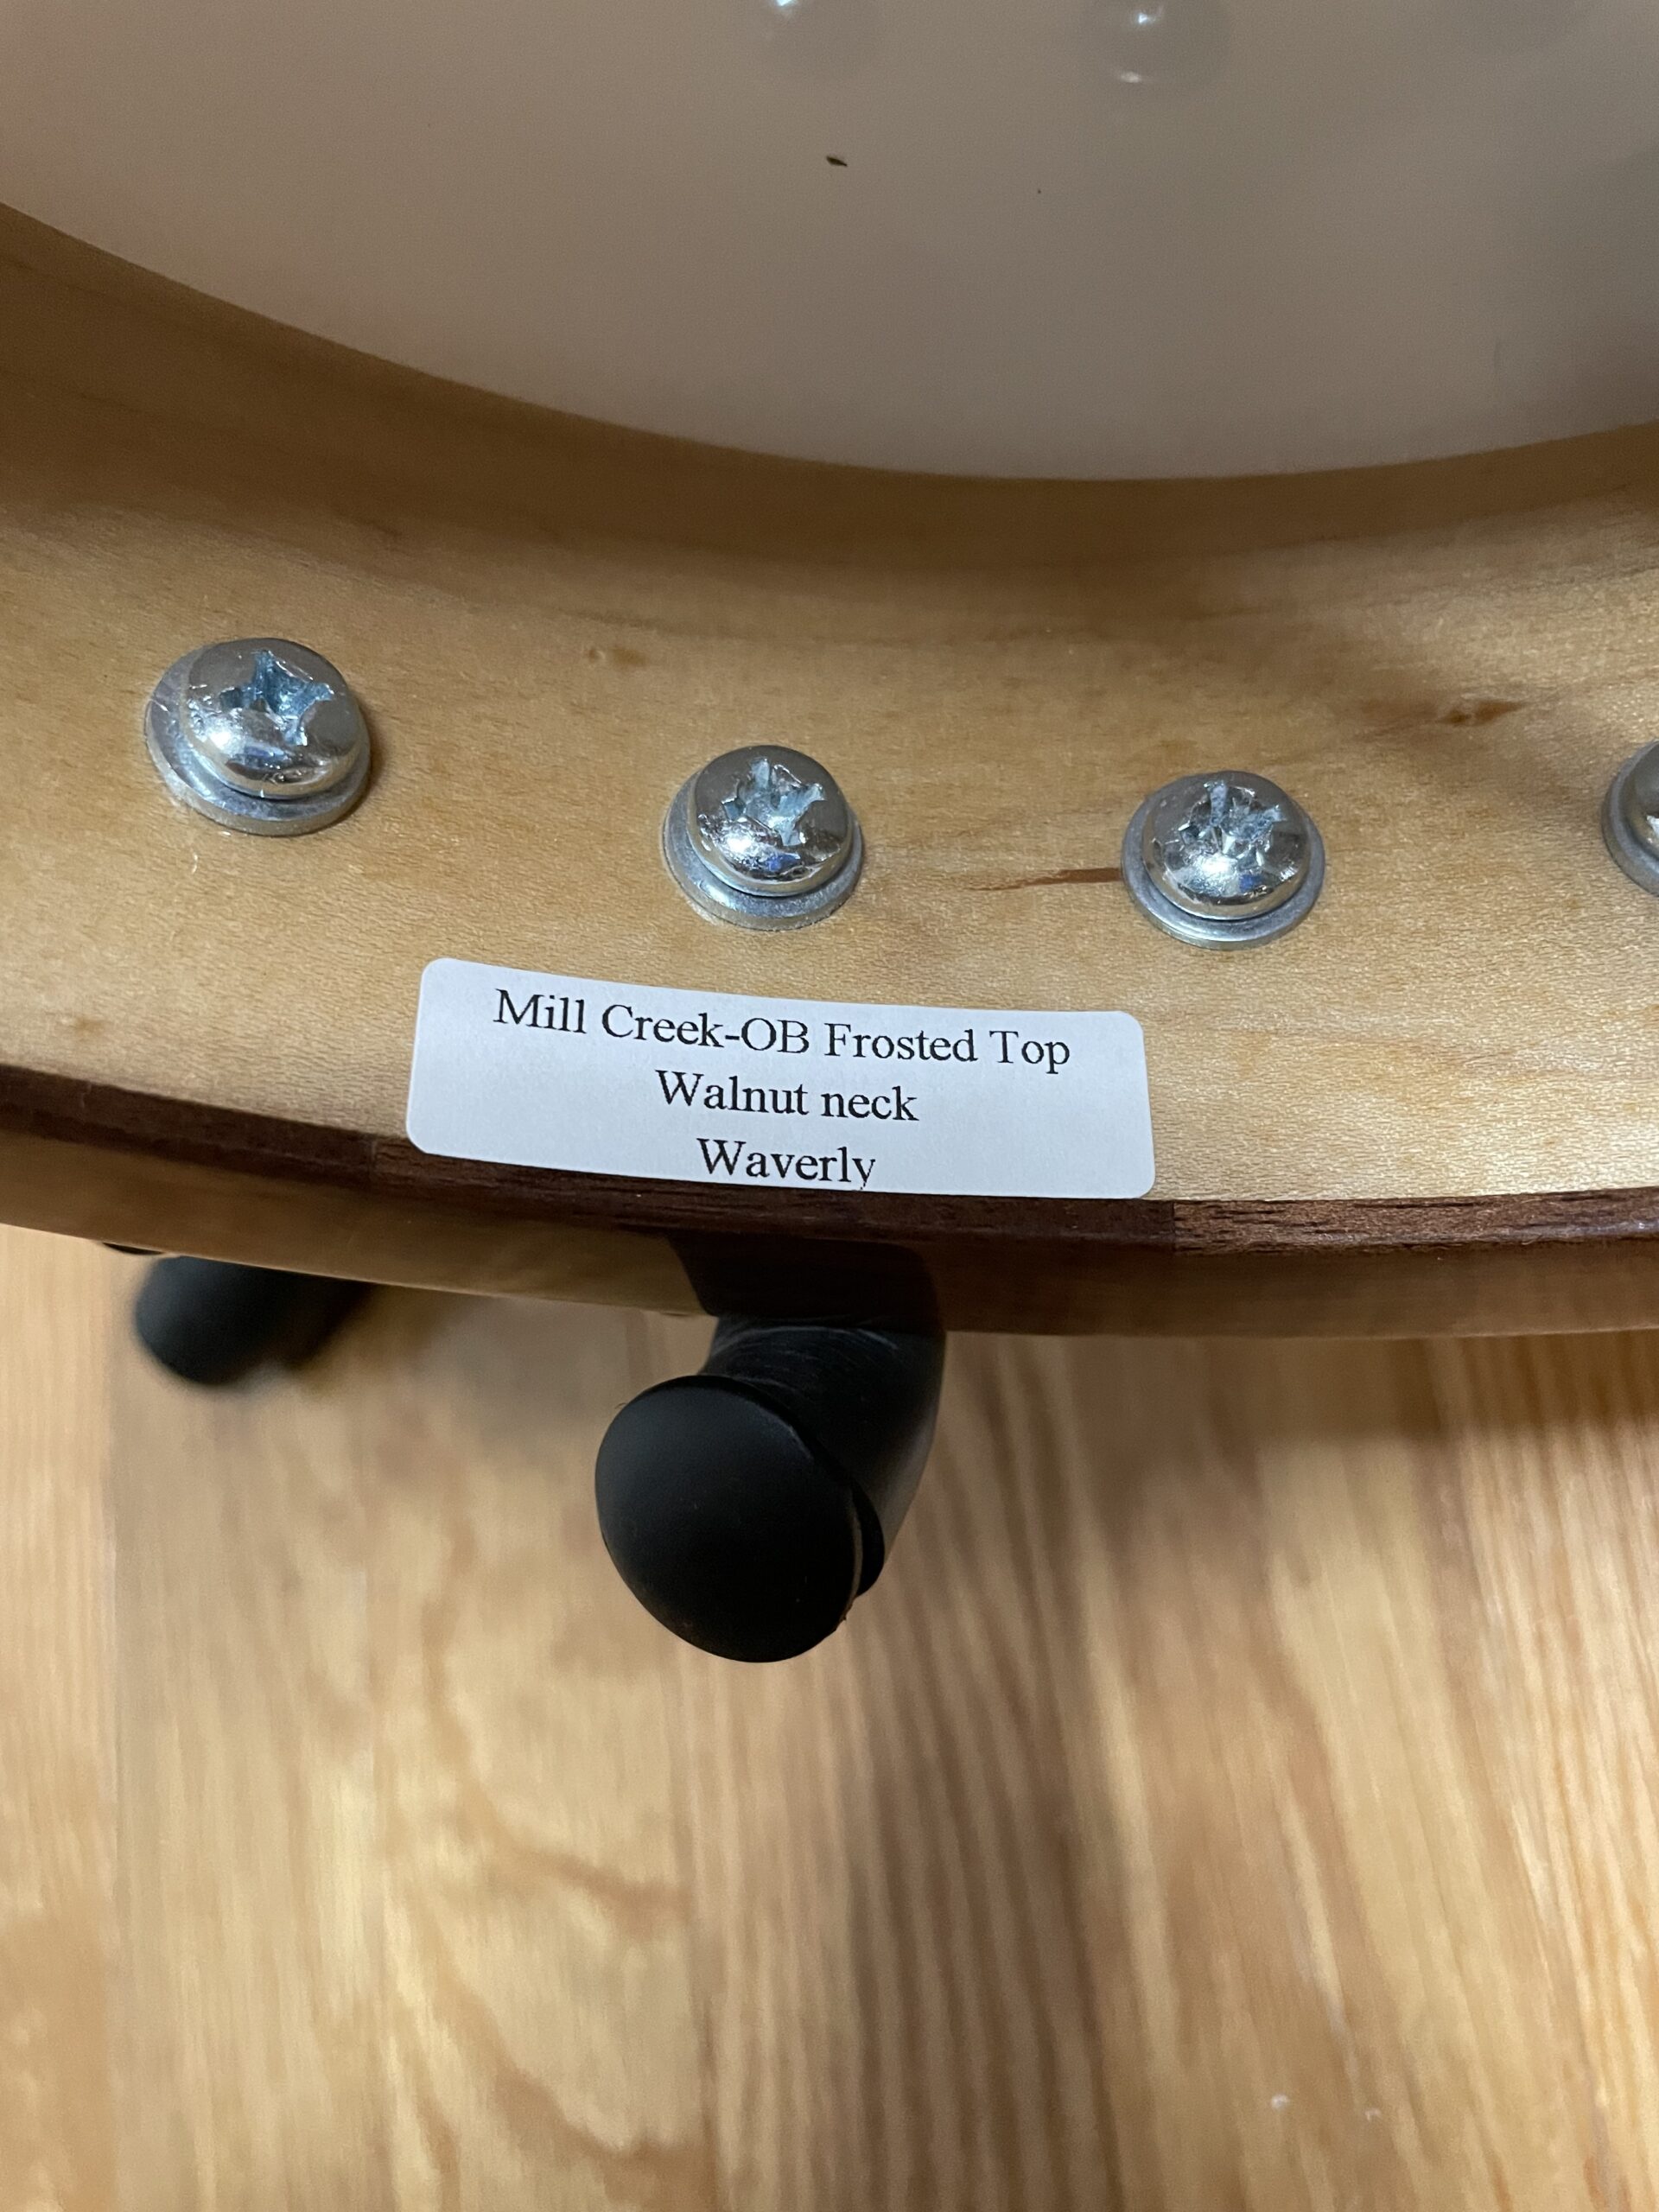 Mill Creek-OB Frosted Top
Walnut neck
Waverly